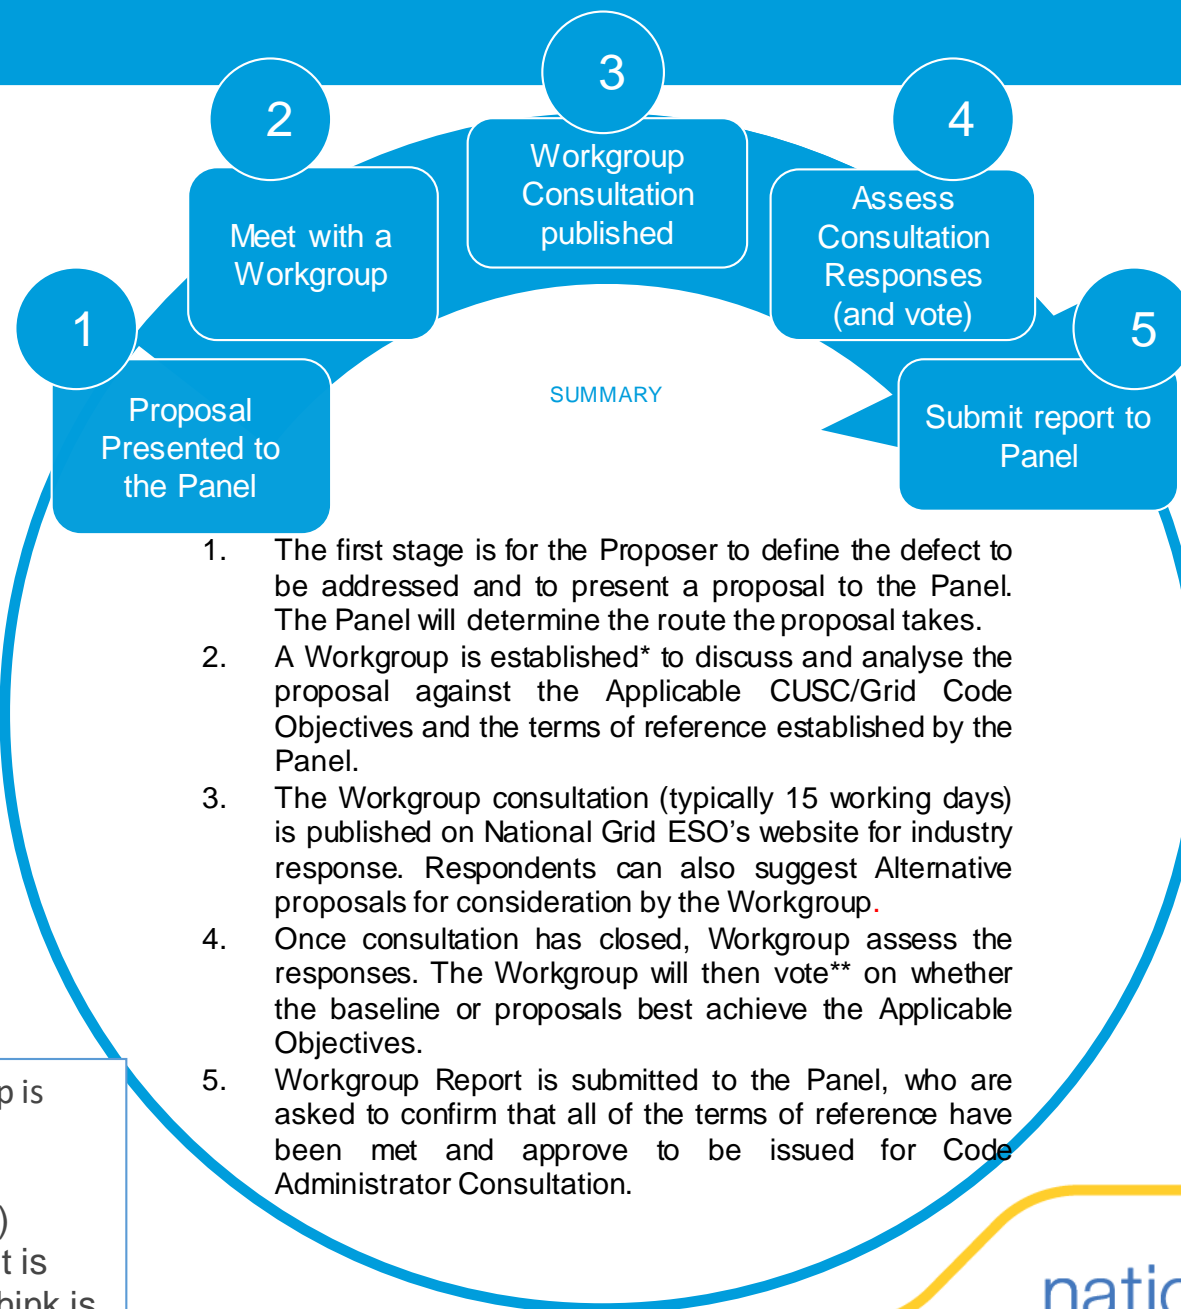 1
Proposal
Presented to
the Panel
2
Meet with a
Workgroup
3
Workgroup
Consultation
published
4
Assess
Consultation
Responses
(and vote)
5
Submit report to
Panel
SUMMARY
1. The first stage is for the Proposer to define the defect to
be addressed and to present a proposal to the Panel.
The Panel will determine the route the proposal takes.
2. A Workgroup is established* to discuss and analyse the
proposal against the Applicable CUSC/Grid Code
Objectives and the terms of reference established by the
Panel.
3. The Workgroup consultation (typically 15 working days)
is published on National Grid ESO’s website for industry
response. Respondents can also suggest Alternative
proposals for consideration by the Workgroup.
4. Once consultation has closed, Workgroup assess the
responses. The Workgroup will then vote** on whether
the baseline or proposals best achieve the Applicable
Objectives.
5. Workgroup Report is submitted to the Panel, who are
asked to confirm that all of the terms of reference have
been met and approve to be issued for Code
Administrator Consultation.
p is
)
t is
hink is
natio